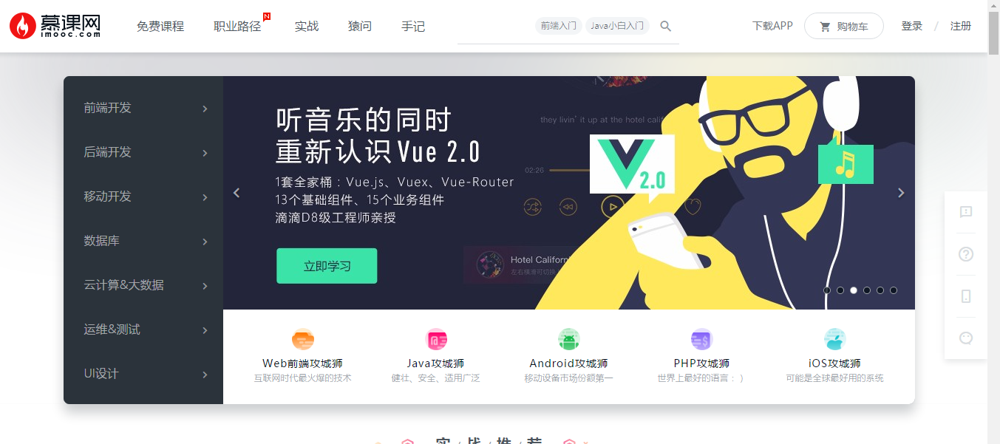 慕课网
imooc.com
免费课程
职业路径
N
实战
猿问
手记
前端入门
Java小白入门
下载APP
购物车
登录 / 注册
前端开发
后端开发
移动开发
数据库
云计算&大数据
运维&测试
UI设计
听音乐的同时
重新认识Vue 2.0
1套全家桶：Vue.js、Vuex、Vue-Router
13个基础组件、15个业务组件
滴滴D8级工程师亲授
立即学习
they livin' it up at the hotel calif
02:26
2.0
Hotel Californ
左右横滑可切换
Web前端攻城狮
互联网时代最火爆的技术
Java攻城狮
健壮、安全、适用广泛
Android攻城狮
移动设备市场份额第一
PHP攻城狮
世界上最好的语言：）
iOS攻城狮
可能是全球最好用的系统
实 / 战 / 推 / 荐